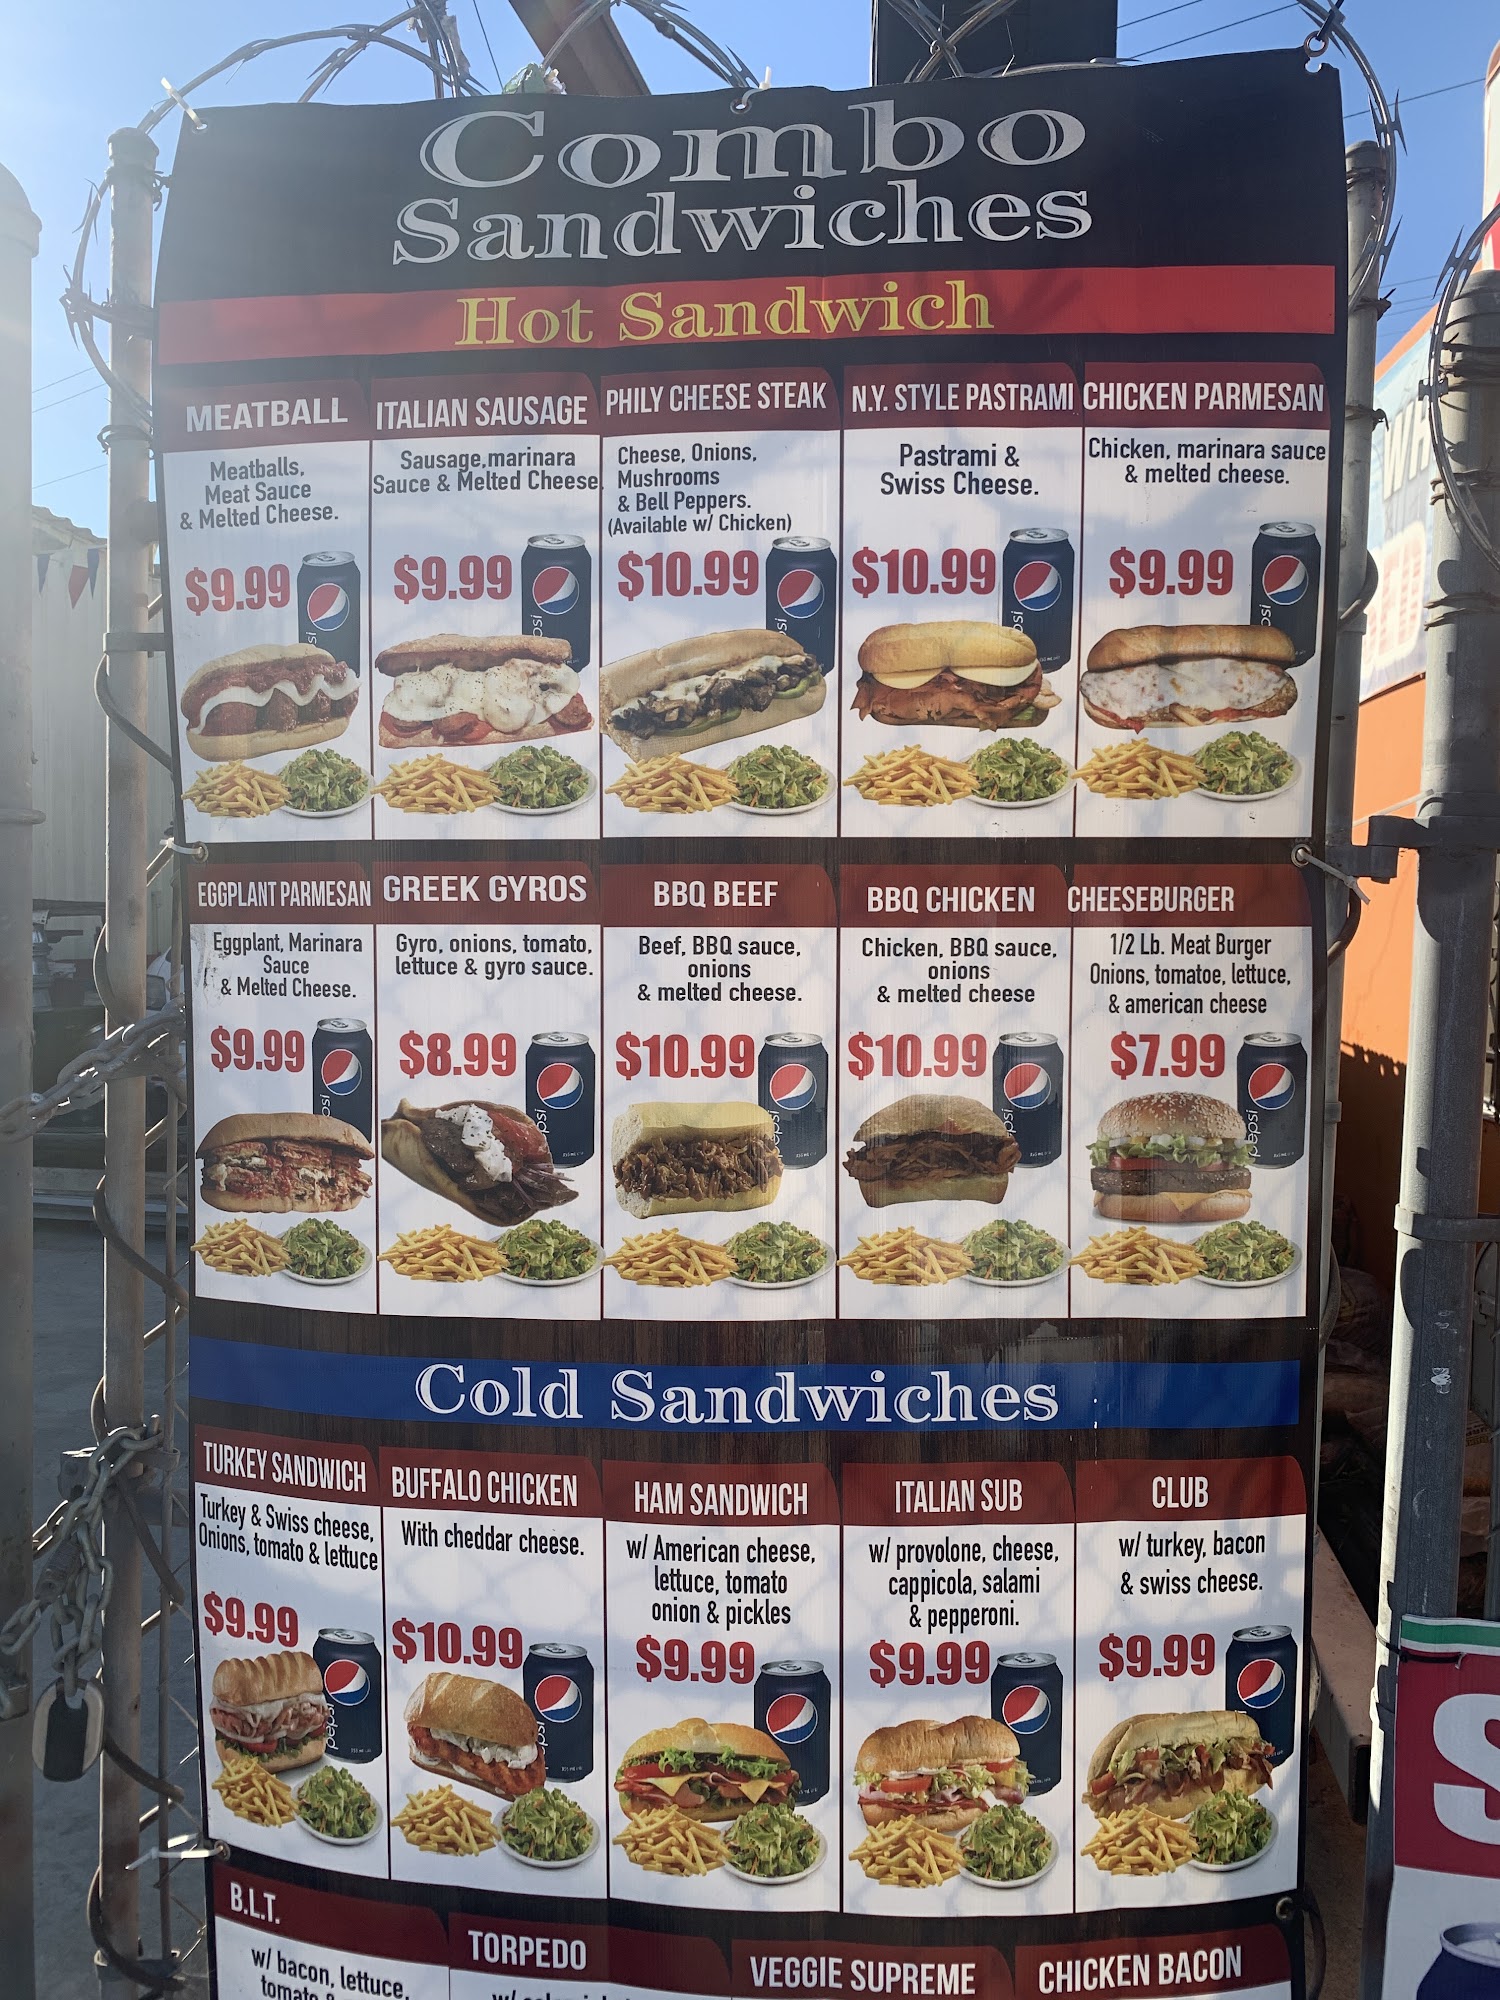 Combo
Sandwiches
Hot Sandwich
MEATBALL
Meatballs,
Meat Sauce
& Melted Cheese.
$9.99
ITALIAN SAUSAGE
Sausage,marinara
Sauce & Melted Cheese
$9.99
PHILY CHEESE STEAK
Cheese, Onions,
Mushrooms
& Bell Peppers.
(Available w/ Chicken)
$10.99
N.Y. STYLE PASTRAMI
Pastrami &
Swiss Cheese.
$10.99
CHICKEN PARMESAN
Chicken, marinara sauce
& melted cheese.
$9.99
EGGPLANT PARMESAN
Eggplant, Marinara
Sauce
& Melted Cheese.
$9.99
GREEK GYROS
Gyro, onions, tomato,
lettuce & gyro sauce.
$8.99
BBQ BEEF
Beef, BBQ sauce,
onions
& melted cheese.
$10.99
pepsi
BBQ CHICKEN
Chicken, BBQ sauce,
onions
& melted cheese
$10.99
CHEESEBURGER
1/2 Lb. Meat Burger
Onions, tomatoe, lettuce,
& american cheese
$7.99
pepsi
Cold Sandwiches
TURKEY SANDWICH
Turkey & Swiss cheese,
Onions, tomato & lettuce
$9.99
pepsi
BUFFALO CHICKEN
With cheddar cheese.
$10.99
HAM SANDWICH
w/ American cheese,
lettuce, tomato
onion & pickles
$9.99
ITALIAN SUB
w/ provolone, cheese,
cappicola, salami
& pepperoni.
$9.99
CLUB
w/ turkey, bacon
& swiss cheese.
$9.99
B.L.T.
w/ bacon, lettuce,
tomato
TORPEDO
w/
VEGGIE SUPREME
CHICKEN BACON